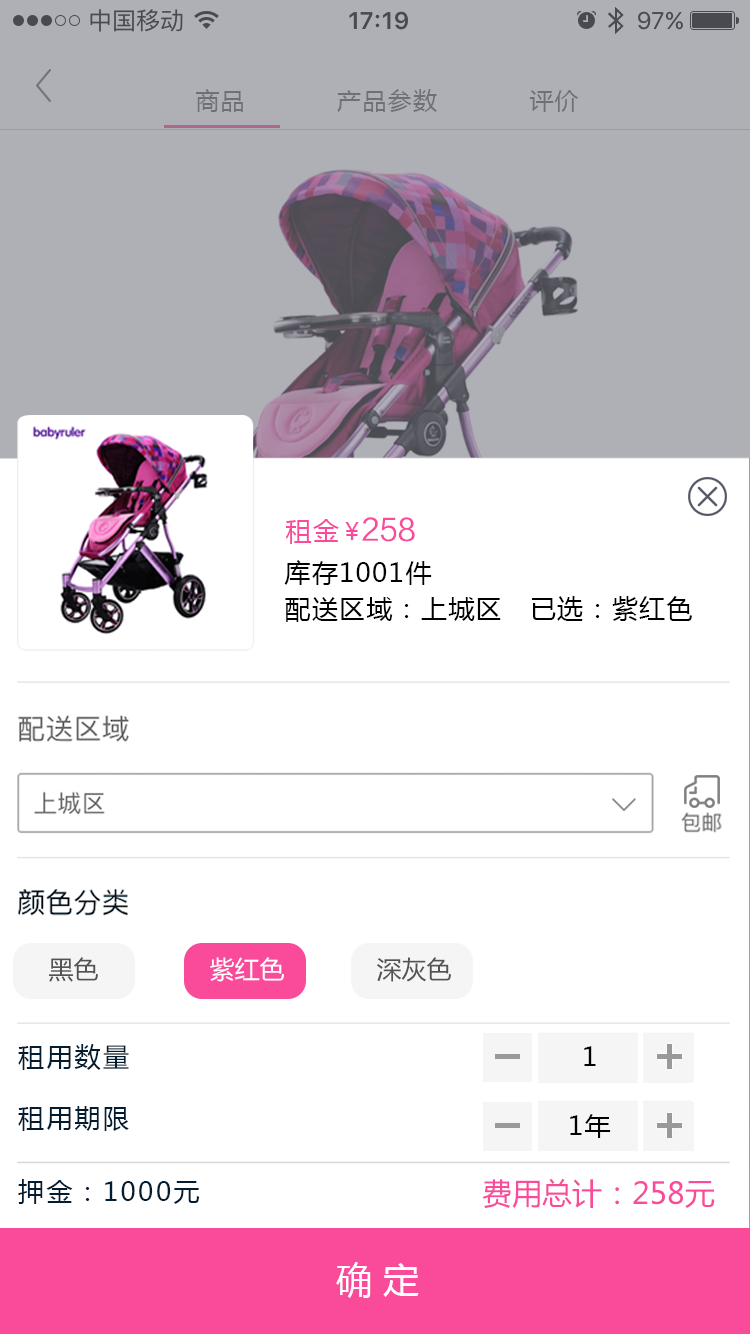 中国移动 17:19 97%
商品 产品参数 评价
babyruler
租金¥258
库存1001件
配送区域：上城区 已选：紫红色
配送区域
上城区
包邮
颜色分类
黑色 紫红色 深灰色
租用数量 1
租用期限 1年
押金：1000元 费用总计：258元
确定